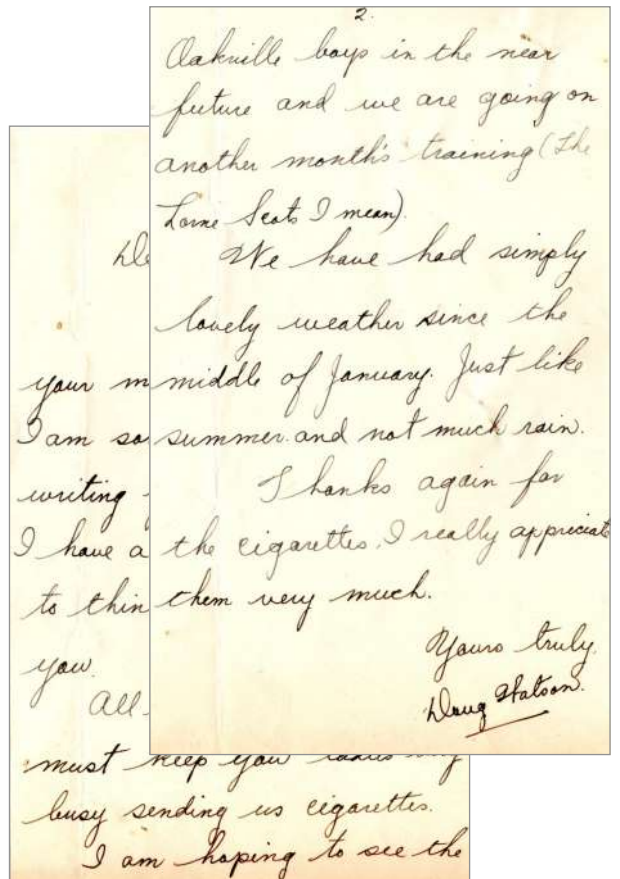 De
your m
I am so
writing
I have a
to thin
you.
All
must keep you ladies
busy sending us cigarettes.
I am hoping to see the
2.
Oakville boys in the near
future and we are going on
another month's training (The
Lorne Scots I mean).
We have had simply
lovely weather since the
middle of January. Just like
summer and not much rain.
Thanks again for
the cigarettes. I really appreciate
them very much.
Yours truly.
Doug Watson.